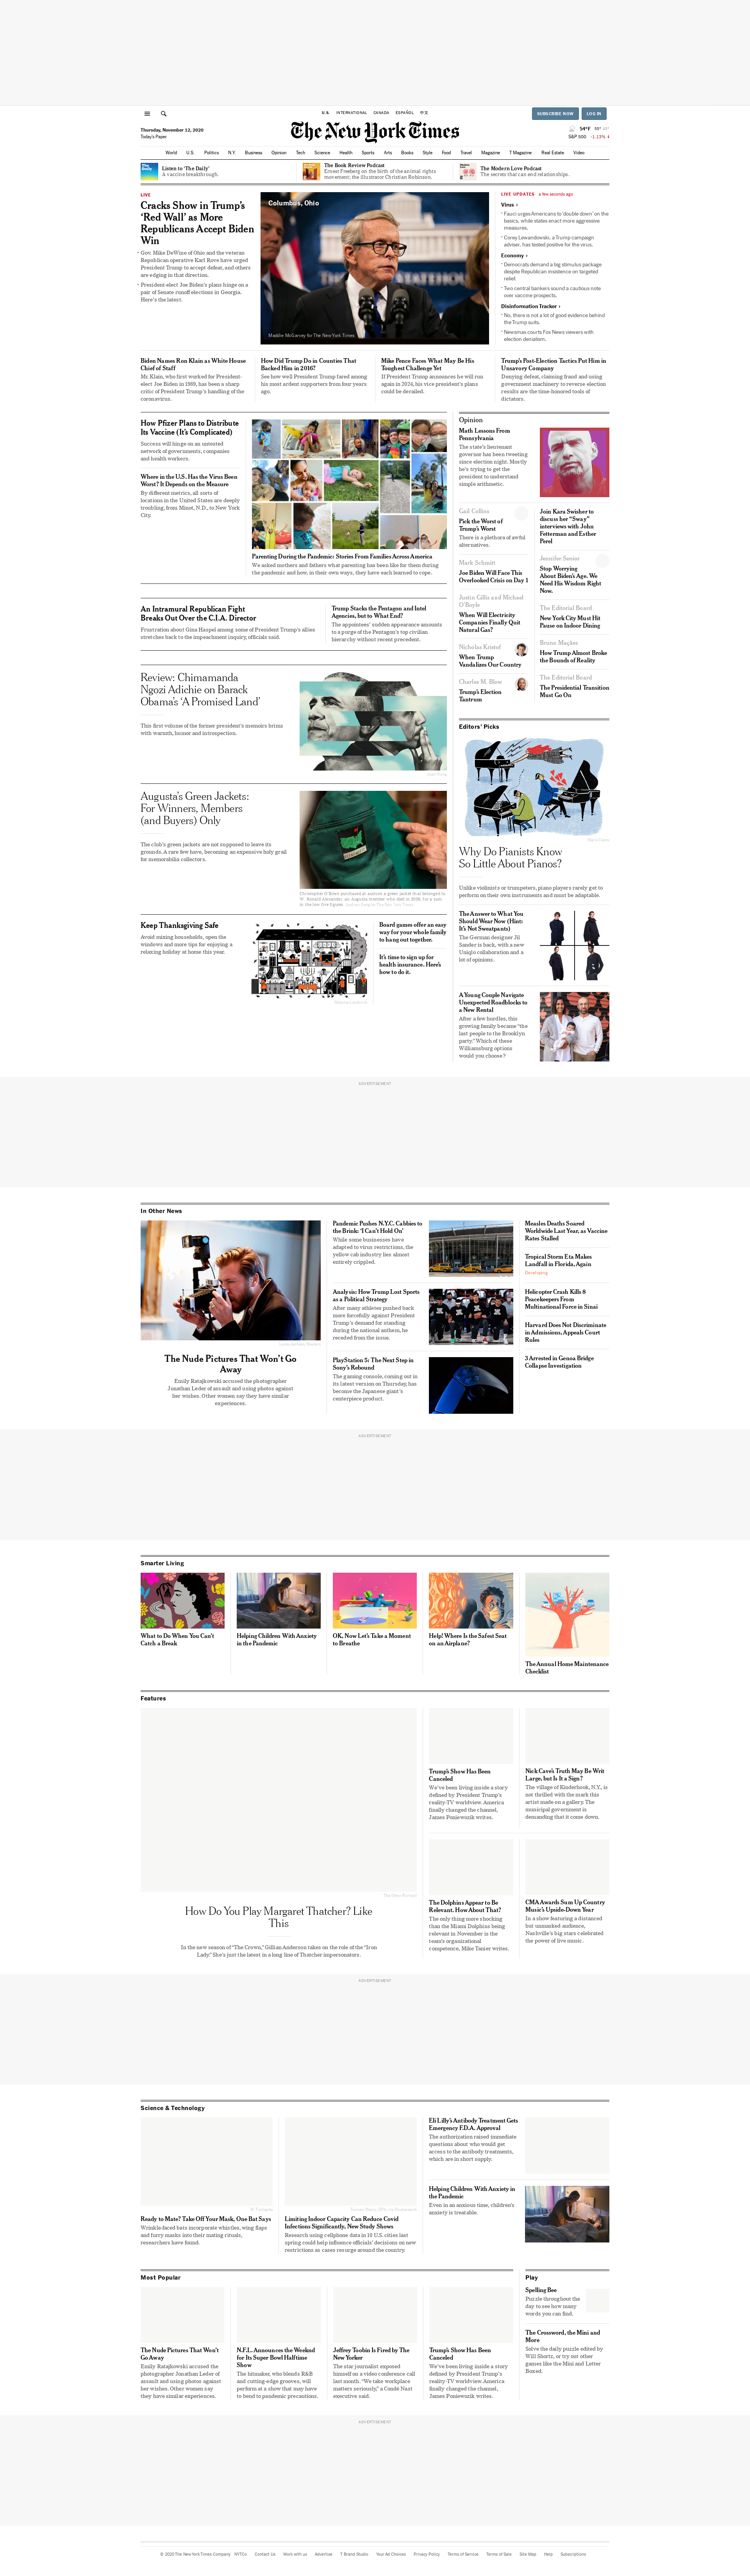 U.S.
INTERNATIONAL
CANADA
ESPAÑOL
中文
SUBSCRIBE NOW
LOG IN
Thursday, November 12, 2020
Today's Paper
The New York Times
54°F
S&P 500
-1.13%
World
U.S.
Politics
N.Y.
Business
Opinion
Tech
Science
Health
Sports
Arts
Books
Style
Food
Travel
Magazine
T Magazine
Real Estate
Video
Listen to 'The Daily'
A vaccine breakthrough.
The Book Review Podcast
Ernest Freeberg on the birth of the animal rights
movement; the illustrator Christian Robinson.
The Modern Love Podcast
The secrets that can end relationships.
LIVE
Cracks Show in Trump's
'Red Wall' as More
Republicans Accept Biden
Win
Gov. Mike DeWine of Ohio and the veteran
Republican operative Karl Rove have urged
President Trump to accept defeat, and others
are edging in that direction.
President-elect Joe Biden's plans hinge on a
pair of Senate runoff elections in Georgia.
Here's the latest.
Columbus, Ohio
Maddie McGarvey for The New York Times
LIVE UPDATES a few seconds ago
Virus ›
Fauci urges Americans to 'double down' on the
basics, while states enact more aggressive
measures.
Corey Lewandowski, a Trump campaign
adviser, has tested positive for the virus.
Economy ›
Democrats demand a big stimulus package
despite Republican insistence on targeted
relief.
Two central bankers sound a cautious note
over vaccine prospects.
Disinformation Tracker ›
No, there is not a lot of good evidence behind
the Trump suits.
Newsmax courts Fox News viewers with
election denialism.
Biden Names Ron Klain as White House
Chief of Staff
Mr. Klain, who first worked for President-
elect Joe Biden in 1989, has been a sharp
critic of President Trump's handling of the
coronavirus.
How Did Trump Do in Counties That
Backed Him in 2016?
See how well President Trump fared among
his most ardent supporters from four years
ago.
Mike Pence Faces What May Be His
Toughest Challenge Yet
If President Trump announces he will run
again in 2024, his vice president's plans
could be derailed.
Trump's Post-Election Tactics Put Him in
Unsavory Company
Denying defeat, claiming fraud and using
government machinery to reverse election
results are the time-honored tools of
dictators.
How Pfizer Plans to Distribute
Its Vaccine (It's Complicated)
Success will hinge on an untested
network of governments, companies
and health workers.
Where in the U.S. Has the Virus Been
Worst? It Depends on the Measure
By different metrics, all sorts of
locations in the United States are deeply
troubling, from Minot, N.D., to New York
City.
Parenting During the Pandemic: Stories From Families Across America
We asked mothers and fathers what parenting has been like for them during
the pandemic and how, in their own ways, they have each learned to cope.
An Intramural Republican Fight
Breaks Out Over the C.I.A. Director
Frustration about Gina Haspel among some of President Trump's allies
stretches back to the impeachment inquiry, officials said.
Trump Stacks the Pentagon and Intel
Agencies, but to What End?
The appointees' sudden appearance amounts
to a purge of the Pentagon's top civilian
hierarchy without recent precedent.
Review: Chimamanda
Ngozi Adichie on Barack
Obama's 'A Promised Land'
This first volume of the former president's memoirs brims
with warmth, humor and introspection.
Joan Wong
Augusta's Green Jackets:
For Winners, Members
(and Buyers) Only
The club's green jackets are not supposed to leave its
grounds. A rare few have, becoming an expensive holy grail
for memorabilia collectors.
Keep Thanksgiving Safe
Avoid mixing households, open the
windows and more tips for enjoying a
relaxing holiday at home this year.
Board games offer an easy
way for your whole family
to hang out together.
It's time to sign up for
health insurance. Here's
how to do it.
Opinion
Math Lessons From
Pennsylvania
The state's lieutenant
governor has been tweeting
since election night. Mostly
he's trying to get the
president to understand
simple arithmetic.
Gail Collins
Pick the Worst of
Trump's Worst
There is a plethora of awful
alternatives.
Mark Schmitt
Joe Biden Will Face This
Overlooked Crisis on Day 1
Justin Gillis and Michael
O'Boyle
When Will Electricity
Companies Finally Quit
Natural Gas?
Nicholas Kristof
When Trump
Vandalizes Our Country
Charles M. Blow
Trump's Election
Tantrum
Join Kara Swisher to
discuss her "Sway"
interviews with John
Fetterman and Esther
Perel
Jennifer Senior
Stop Worrying
About Biden's Age. We
Need His Wisdom Right
Now.
The Editorial Board
New York City Must Hit
Pause on Indoor Dining
Bruno Maçães
How Trump Almost Broke
the Bounds of Reality
The Editorial Board
The Presidential Transition
Must Go On
Editors' Picks
Why Do Pianists Know
So Little About Pianos?
Unlike violinists or trumpeters, piano players rarely get to
perform on their own instruments and must be adaptable.
The Answer to What You
Should Wear Now (Hint:
It's Not Sweatpants)
The German designer Jil
Sander is back, with a new
Uniqlo collaboration and a
lot of opinions.
A Young Couple Navigate
Unexpected Roadblocks to
a New Rental
After a few hurdles, this
growing family became "the
last people to the Brooklyn
party." Which of these
Williamsburg options
would you choose?
ADVERTISEMENT
In Other News
The Nude Pictures That Won't Go
Away
Emily Ratajkowski accused the photographer
Jonathan Leder of assault and using photos against
her wishes. Other women say they have similar
experiences.
Pandemic Pushes N.Y.C. Cabbies to
the Brink: 'I Can't Hold On'
While some businesses have
adapted to virus restrictions, the
yellow cab industry lies almost
entirely crippled.
Analysis: How Trump Lost Sports
as a Political Strategy
After many athletes pushed back
more forcefully against President
Trump's demand for standing
during the national anthem, he
receded from the issue.
PlayStation 5: The Next Step in
Sony's Rebound
The gaming console, coming out in
its latest version on Thursday, has
become the Japanese giant's
centerpiece product.
Measles Deaths Soared
Worldwide Last Year, as Vaccine
Rates Stalled
Tropical Storm Eta Makes
Landfall in Florida, Again
Developing
Helicopter Crash Kills 8
Peacekeepers From
Multinational Force in Sinai
Harvard Does Not Discriminate
in Admissions, Appeals Court
Rules
3 Arrested in Genoa Bridge
Collapse Investigation
ADVERTISEMENT
Smarter Living
What to Do When You Can't
Catch a Break
Helping Children With Anxiety
in the Pandemic
OK, Now Let's Take a Moment
to Breathe
Help! Where Is the Safest Seat
on an Airplane?
The Annual Home Maintenance
Checklist
Features
How Do You Play Margaret Thatcher? Like
This
In the new season of "The Crown," Gillian Anderson takes on the role of the "Iron
Lady." She's just the latest in a long line of Thatcher impersonators.
Trump's Show Has Been
Canceled
We've been living inside a story
defined by President Trump's
reality-TV worldview. America
finally changed the channel,
James Poniewozik writes.
Nick Cave's Truth May Be Writ
Large, but Is It a Sign?
The village of Kinderhook, N.Y., is
not thrilled with the mark this
artist made on a gallery. The
municipal government is
demanding that it come down.
The Dolphins Appear to Be
Relevant. How About That?
The only thing more shocking
than the Miami Dolphins being
relevant in November is the
team's organizational
competence, Mike Tanier writes.
CMA Awards Sum Up Country
Music's Upside-Down Year
In a show featuring a distanced
but unmasked audience,
Nashville's big stars celebrated
the power of live music.
ADVERTISEMENT
Science & Technology
Ready to Mate? Take Off Your Mask, One Bat Says
Wrinkle-faced bats incorporate whistles, wing flaps
and furry masks into their mating rituals,
researchers have found.
Limiting Indoor Capacity Can Reduce Covid
Infections Significantly, New Study Shows
Research using cellphone data in 10 U.S. cities last
spring could help influence officials' decisions on new
restrictions as cases resurge around the country.
Eli Lilly's Antibody Treatment Gets
Emergency F.D.A. Approval
The authorization raised immediate
questions about who would get
access to the antibody treatments,
which are in short supply.
Helping Children With Anxiety in
the Pandemic
Even in an anxious time, children's
anxiety is treatable.
Most Popular
The Nude Pictures That Won't
Go Away
Emily Ratajkowski accused the
photographer Jonathan Leder of
assault and using photos against
her wishes. Other women say
they have similar experiences.
N.F.L. Announces the Weeknd
for Its Super Bowl Halftime
Show
The hitmaker, who blends R&B
and cutting-edge grooves, will
perform at a show that may have
to bend to pandemic precautions.
Jeffrey Toobin Is Fired by The
New Yorker
The star journalist exposed
himself on a video conference call
last month. "We take workplace
matters seriously," a Condé Nast
executive said.
Trump's Show Has Been
Canceled
We've been living inside a story
defined by President Trump's
reality-TV worldview. America
finally changed the channel,
James Poniewozik writes.
Play
Spelling Bee
Puzzle throughout the
day to see how many
words you can find.
The Crossword, the Mini and
More
Solve the daily puzzle edited by
Will Shortz, or try out other
games like the Mini and Letter
Boxed.
ADVERTISEMENT
© 2020 The New York Times Company
NYTCo
Contact Us
Work with us
Advertise
T Brand Studio
Your Ad Choices
Privacy Policy
Terms of Service
Terms of Sale
Site Map
Help
Subscriptions